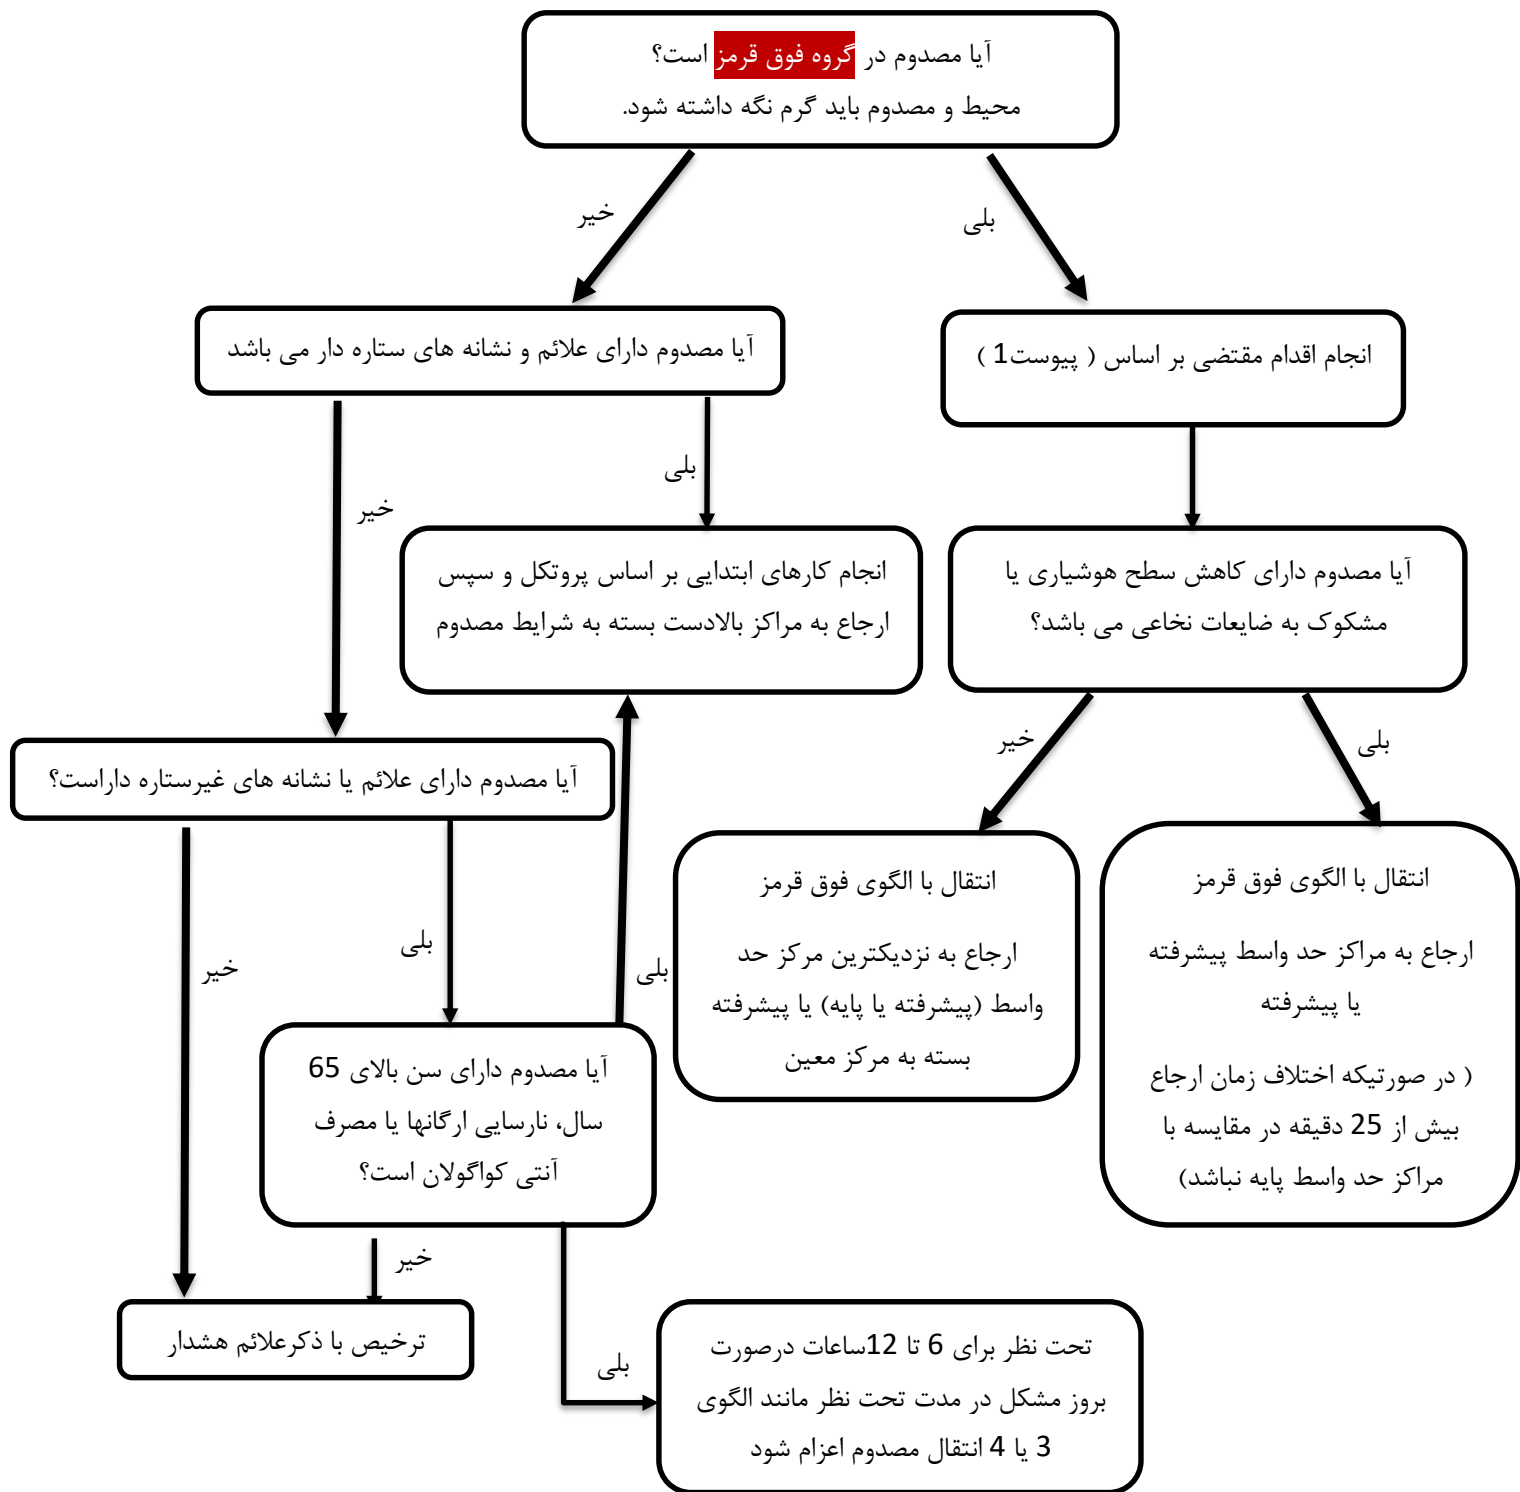 آیا مصدوم در گروه فوق قرمز است؟
محیط و مصدوم باید گرم نگه داشته شود.
بلی
خیر
انجام اقدام مقتضی بر اساس ( پیوست1 )
آیا مصدوم دارای علائم و نشانه های ستاره دار می باشد
بلی
خیر
آیا مصدوم دارای کاهش سطح هوشیاری یا
مشکوک به ضایعات نخاعی می باشد؟
انجام کارهای ابتدایی بر اساس پروتکل و سپس
ارجاع به مراکز بالادست بسته به شرایط مصدوم
بلی
خیر
آیا مصدوم دارای علائم یا نشانه های غیرستاره داراست؟
انتقال با الگوی فوق قرمز
ارجاع به مراکز حد واسط پیشرفته
یا پیشرفته
( در صورتیکه اختلاف زمان ارجاع
بیش از 25 دقیقه در مقایسه با
مراکز حد واسط پایه نباشد)
انتقال با الگوی فوق قرمز
ارجاع به نزدیکترین مرکز حد
واسط (پیشرفته یا پایه) یا پیشرفته
بسته به مرکز معین
بلی
بلی
خیر
آیا مصدوم دارای سن بالای 65
سال، نارسایی ارگانها یا مصرف
آنتی کواگولان است؟
خیر
بلی
تحت نظر برای 6 تا 12ساعات درصورت
بروز مشکل در مدت تحت نظر مانند الگوی
3 یا 4 انتقال مصدوم اعزام شود
ترخیص با ذکرعلائم هشدار